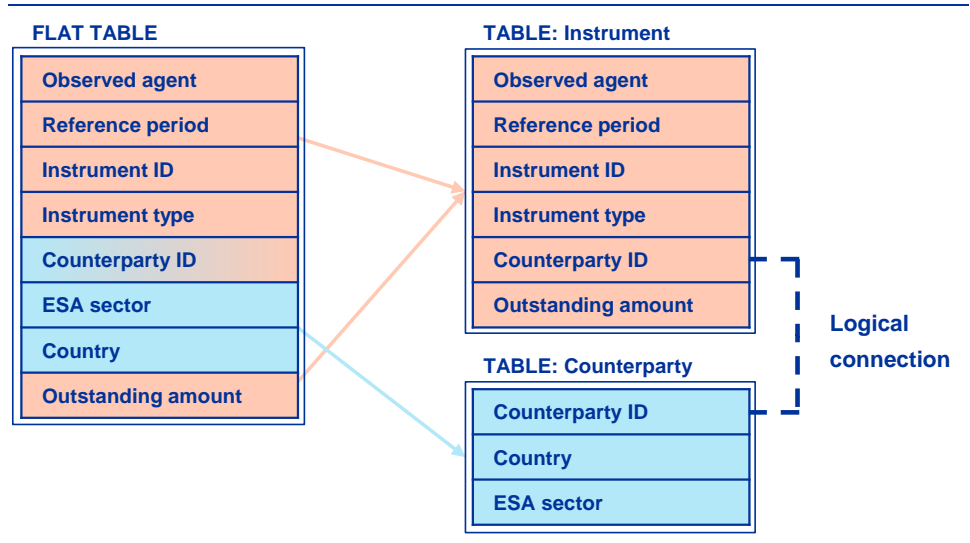 FLAT TABLE
Observed agent
Reference period
Instrument ID
Instrument type
Counterparty ID
ESA sector
Country
Outstanding amount
TABLE: Instrument
Observed agent
Reference period
Instrument ID
Instrument type
Counterparty ID
Outstanding amount
TABLE: Counterparty
Counterparty ID
Country
ESA sector
Logical
connection